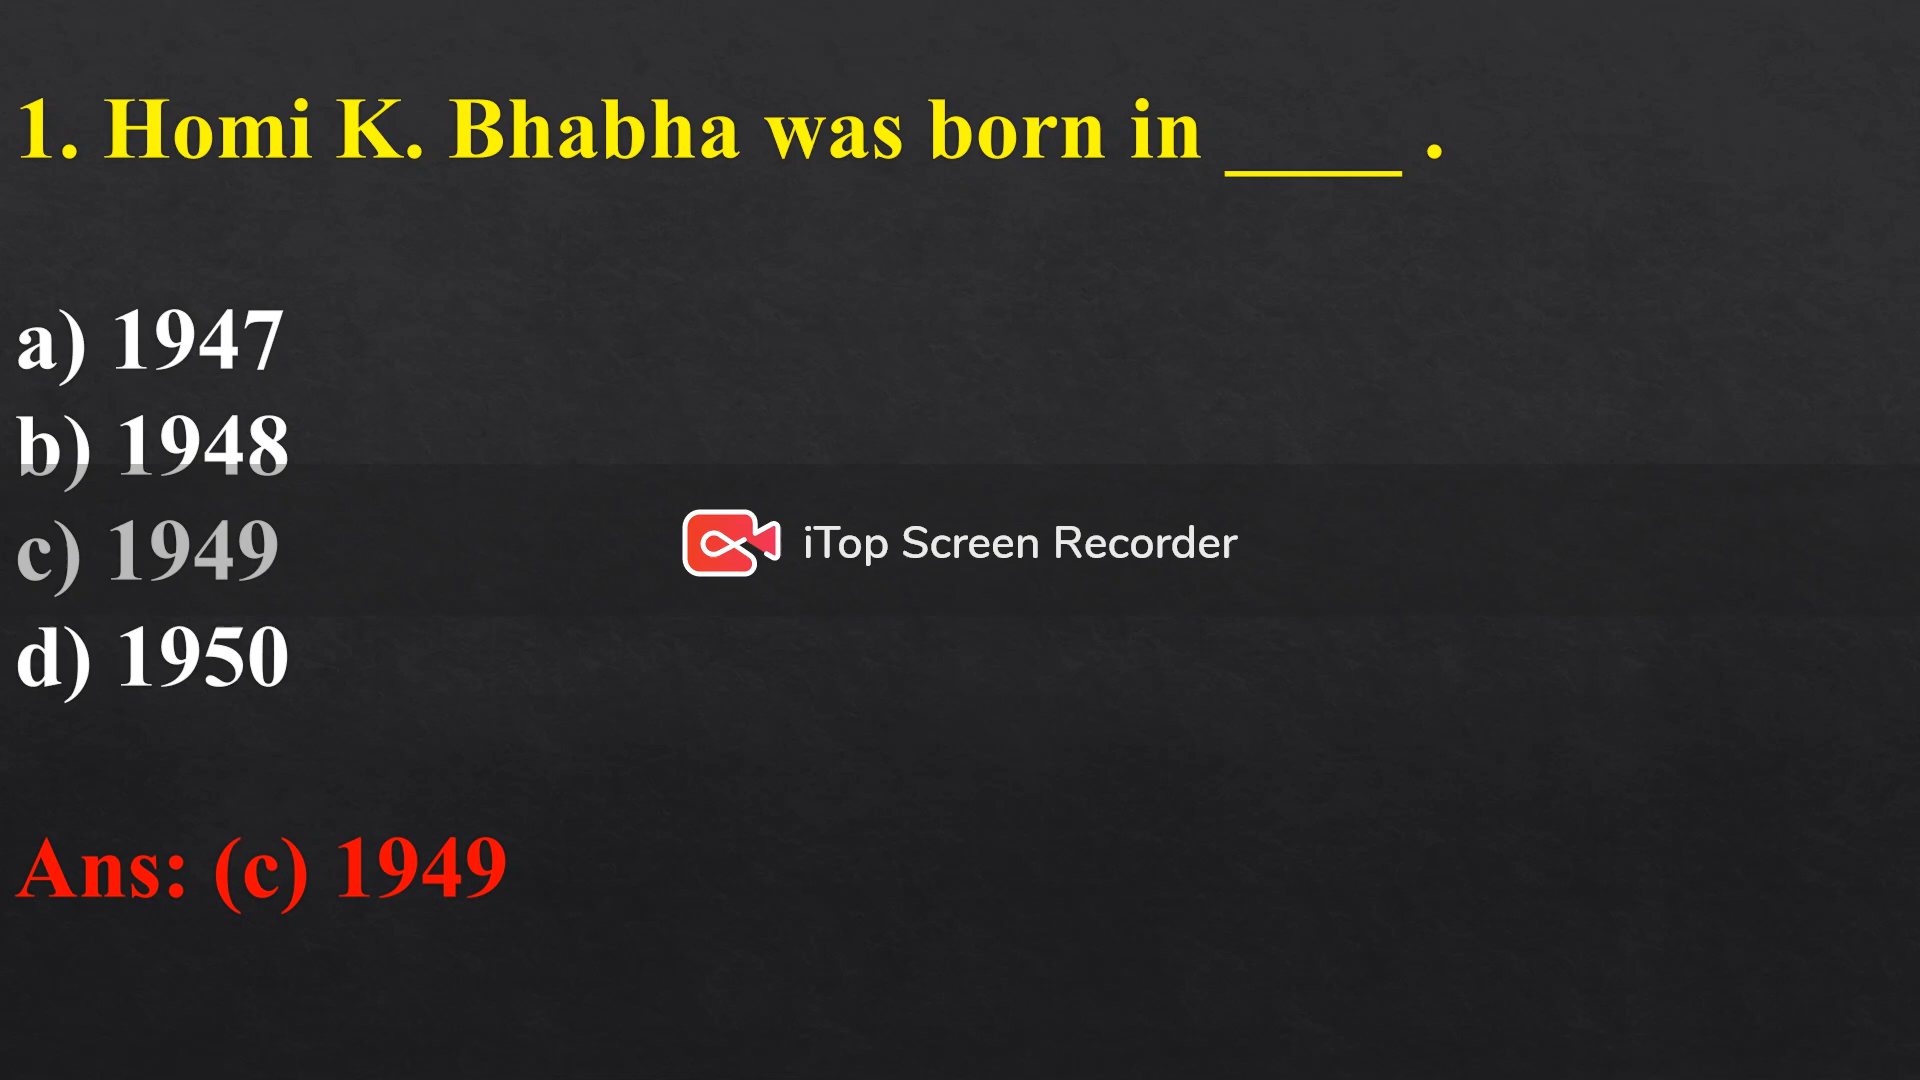 1. Homi K. Bhabha was born in ____ .
a) 1947
b) 1948
c) 1949
iTop Screen Recorder
d) 1950
Ans: (c) 1949